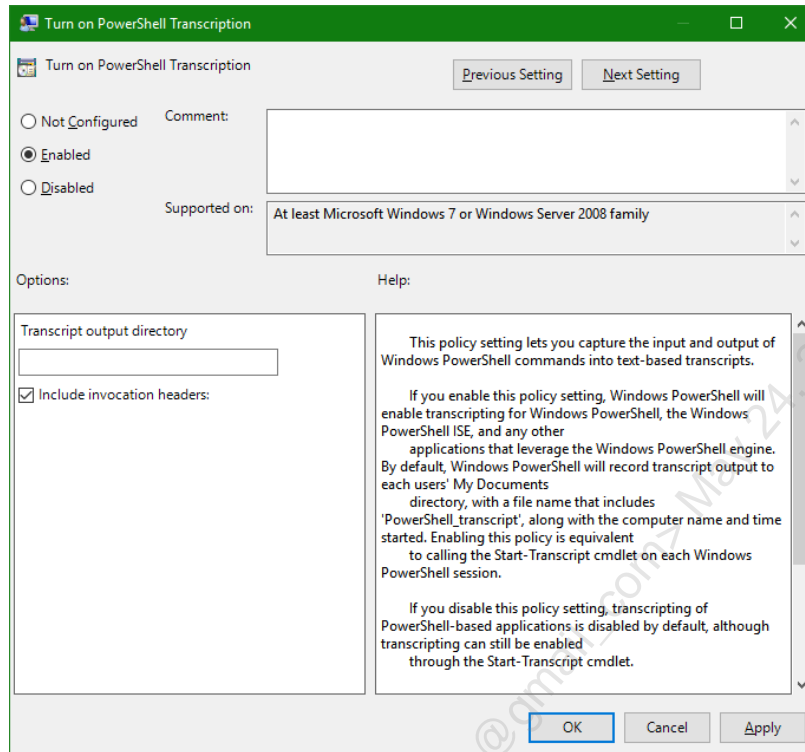 Turn on PowerShell Transcription
Turn on PowerShell Transcription
Previous Setting
Next Setting
Not Configured
Comment:
Enabled
Disabled
Supported on:
At least Microsoft Windows 7 or Windows Server 2008 family
Options:
Help:
Transcript output directory
Include invocation headers:
This policy setting lets you capture the input and output of
Windows PowerShell commands into text-based transcripts.
If you enable this policy setting, Windows PowerShell will
enable transcripting for Windows PowerShell, the Windows
PowerShell ISE, and any other
applications that leverage the Windows PowerShell engine.
By default, Windows PowerShell will record transcript output to
each users' My Documents
directory, with a file name that includes
'PowerShell_transcript', along with the computer name and time
started. Enabling this policy is equivalent
to calling the Start-Transcript cmdlet on each Windows
PowerShell session.
If you disable this policy setting, transcripting of
PowerShell-based applications is disabled by default, although
transcripting can still be enabled
through the Start-Transcript cmdlet.
OK
Cancel
Apply
@gmail_com> May 24,